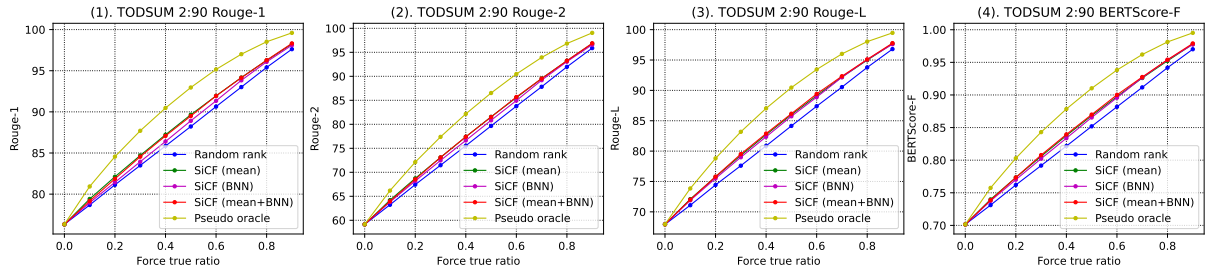 (1). TODSUM 2:90 Rouge-1
Rouge-1
100
95
90
85
80
Random rank
SiCF (mean)
SiCF (BNN)
SiCF (mean+BNN)
Pseudo oracle
0.0 0.2 0.4 0.6 0.8
Force true ratio
(2). TODSUM 2:90 Rouge-2
Rouge-2
100
95
90
85
80
75
70
65
60
Random rank
SiCF (mean)
SiCF (BNN)
SiCF (mean+BNN)
Pseudo oracle
0.0 0.2 0.4 0.6 0.8
Force true ratio
(3). TODSUM 2:90 Rouge-L
Rouge-L
100
95
90
85
80
75
70
Random rank
SiCF (mean)
SiCF (BNN)
SiCF (mean+BNN)
Pseudo oracle
0.0 0.2 0.4 0.6 0.8
Force true ratio
(4). TODSUM 2:90 BERTScore-F
BERTScore-F
1.00
0.95
0.90
0.85
0.80
0.75
0.70
Random rank
SiCF (mean)
SiCF (BNN)
SiCF (mean+BNN)
Pseudo oracle
0.0 0.2 0.4 0.6 0.8
Force true ratio